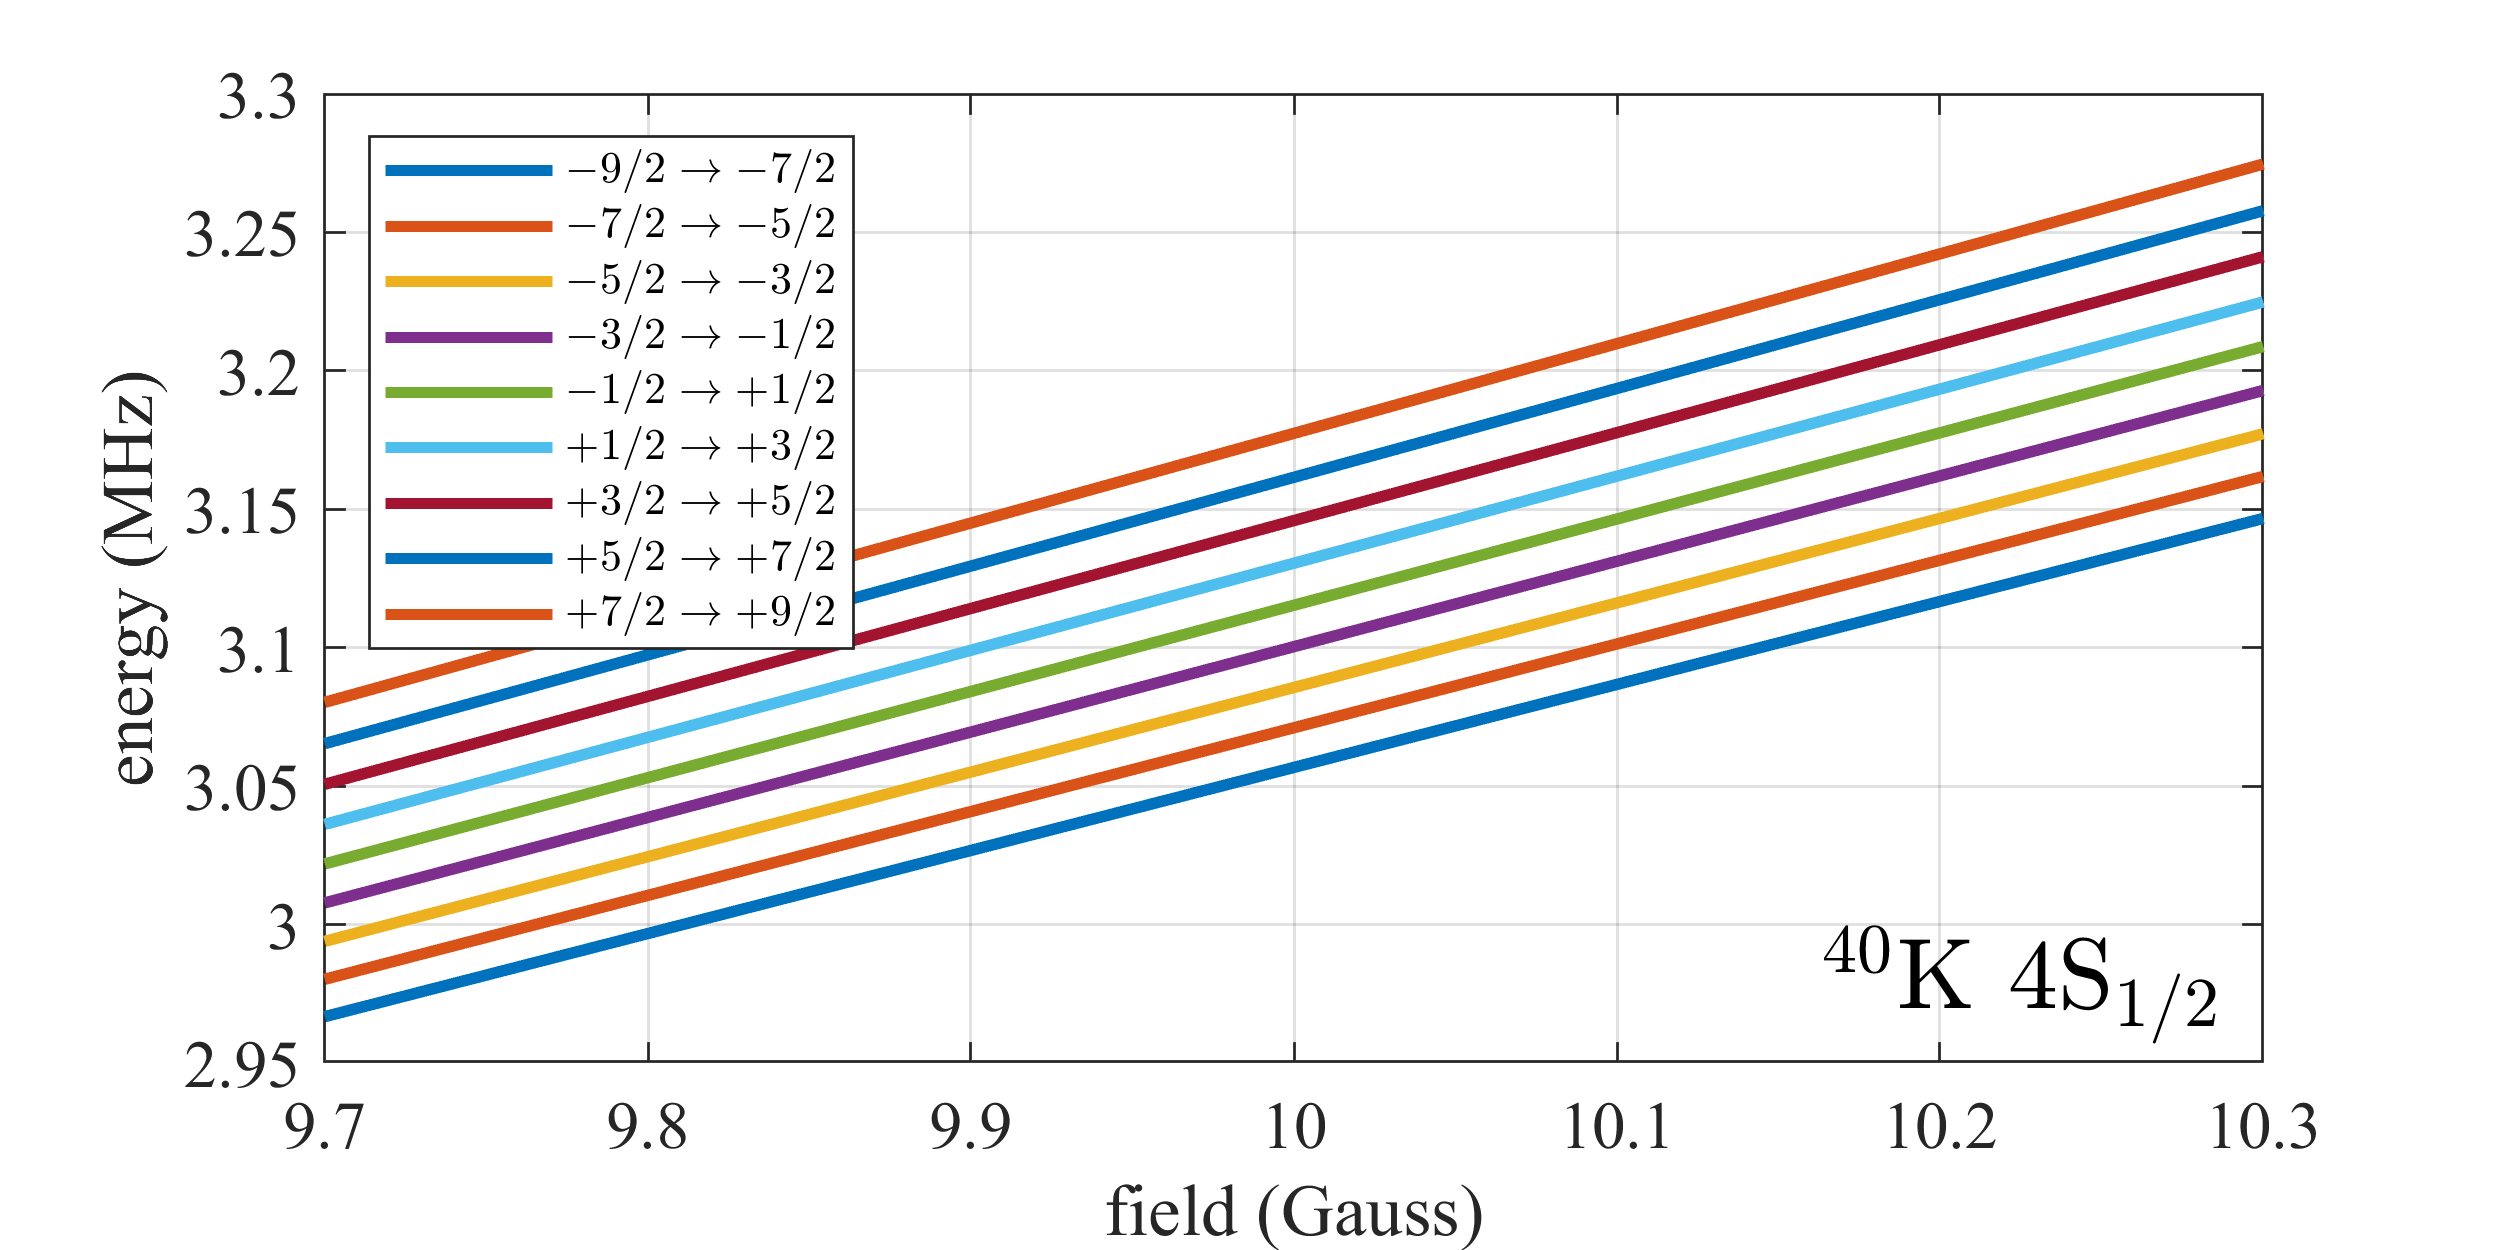 3.3
3.25
3.2
3.15
3.1
3.05
3
2.95
energy (MHz)
−9/2 → −7/2
−7/2 → −5/2
−5/2 → −3/2
−3/2 → −1/2
−1/2 → +1/2
+1/2 → +3/2
+3/2 → +5/2
+5/2 → +7/2
+7/2 → +9/2
⁴⁰K 4S₁/₂
9.7 9.8 9.9 10 10.1 10.2 10.3
field (Gauss)